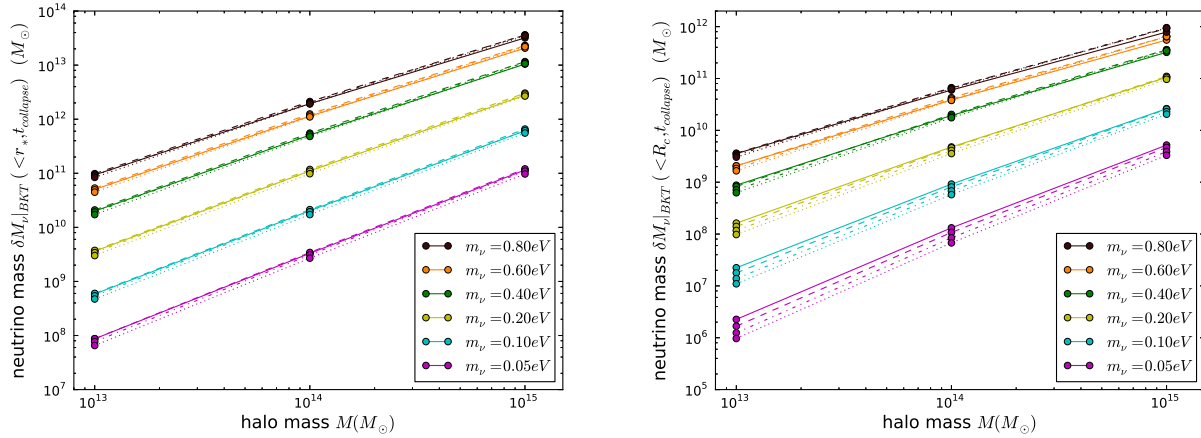 neutrino mass δM_ν|_BKT (<r_*,t_collapse) (M_⊙)
10^14
10^13
10^12
10^11
10^10
10^9
10^8
10^7
m_ν=0.80eV
m_ν=0.60eV
m_ν=0.40eV
m_ν=0.20eV
m_ν=0.10eV
m_ν=0.05eV
10^13 10^14 10^15
halo mass M(M_⊙)
neutrino mass δM_ν|_BKT (<R_c,t_collapse) (M_⊙)
10^12
10^11
10^10
10^9
10^8
10^7
10^6
10^5
m_ν=0.80eV
m_ν=0.60eV
m_ν=0.40eV
m_ν=0.20eV
m_ν=0.10eV
m_ν=0.05eV
10^13 10^14 10^15
halo mass M(M_⊙)